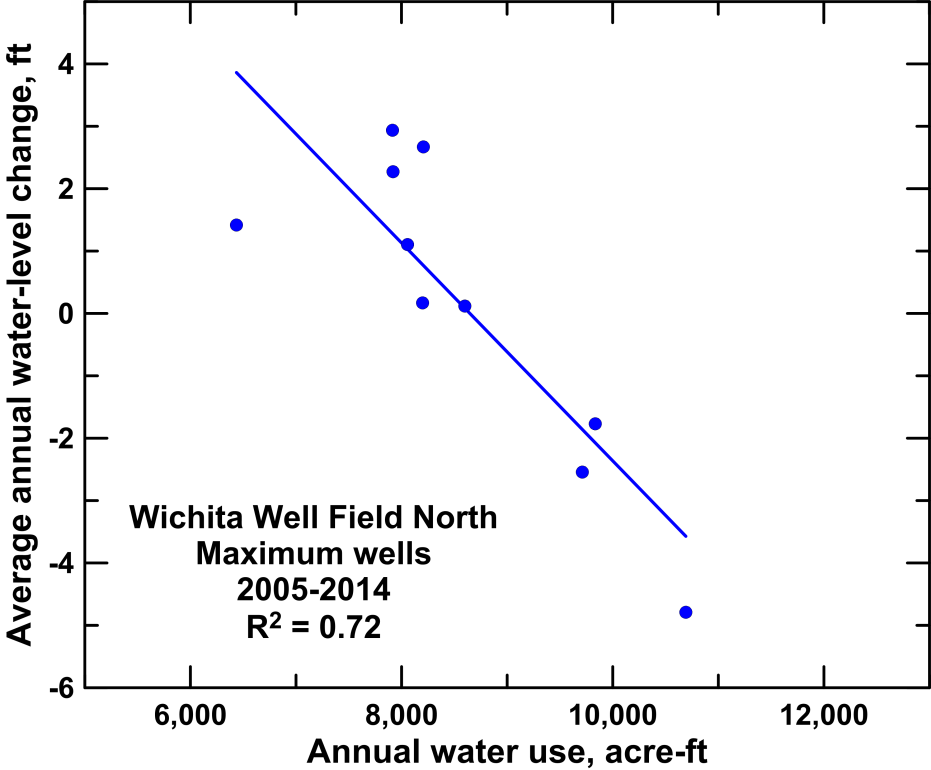 Average annual water-level change, ft
4
2
0
-2
-4
-6
Wichita Well Field North
Maximum wells
2005-2014
R² = 0.72
6,000 8,000 10,000 12,000
Annual water use, acre-ft